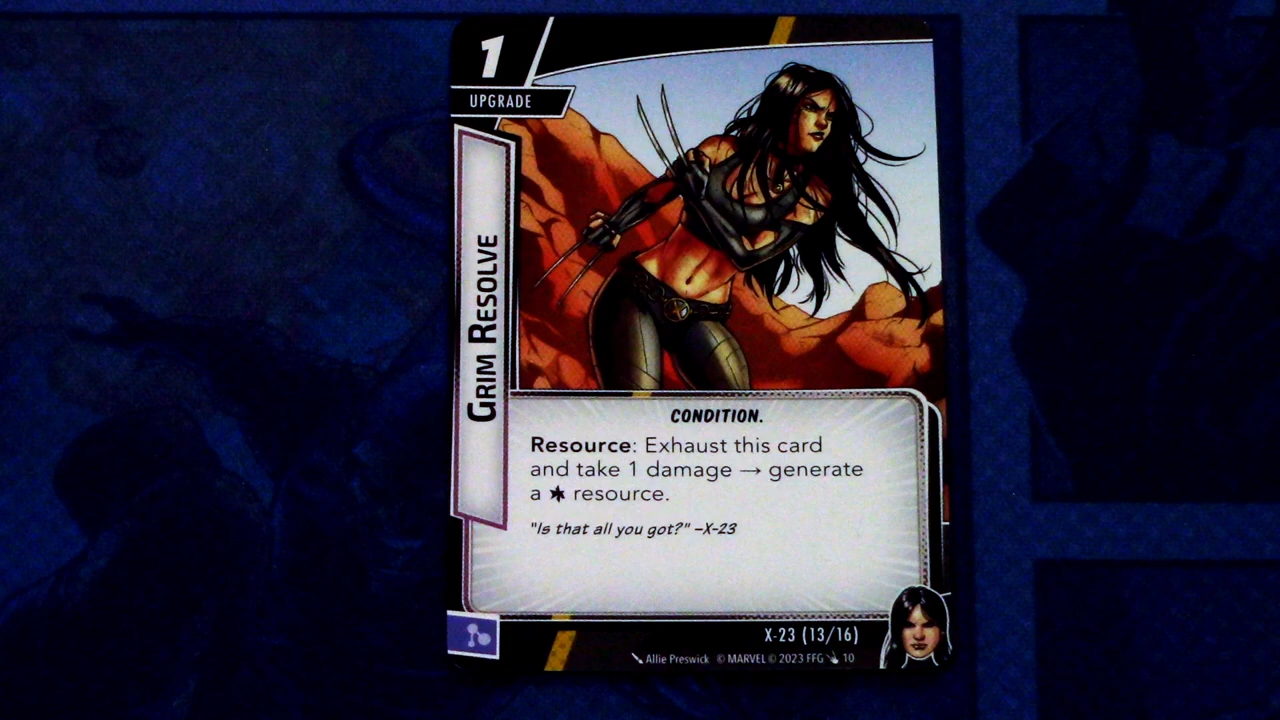 1
UPGRADE
GRIM RESOLVE
CONDITION.
Resource: Exhaust this card
and take 1 damage → generate
a resource.
"Is that all you got?" –X-23
X-23 (13/16)
Allie Preswick © MARVEL © 2023 FFG 10